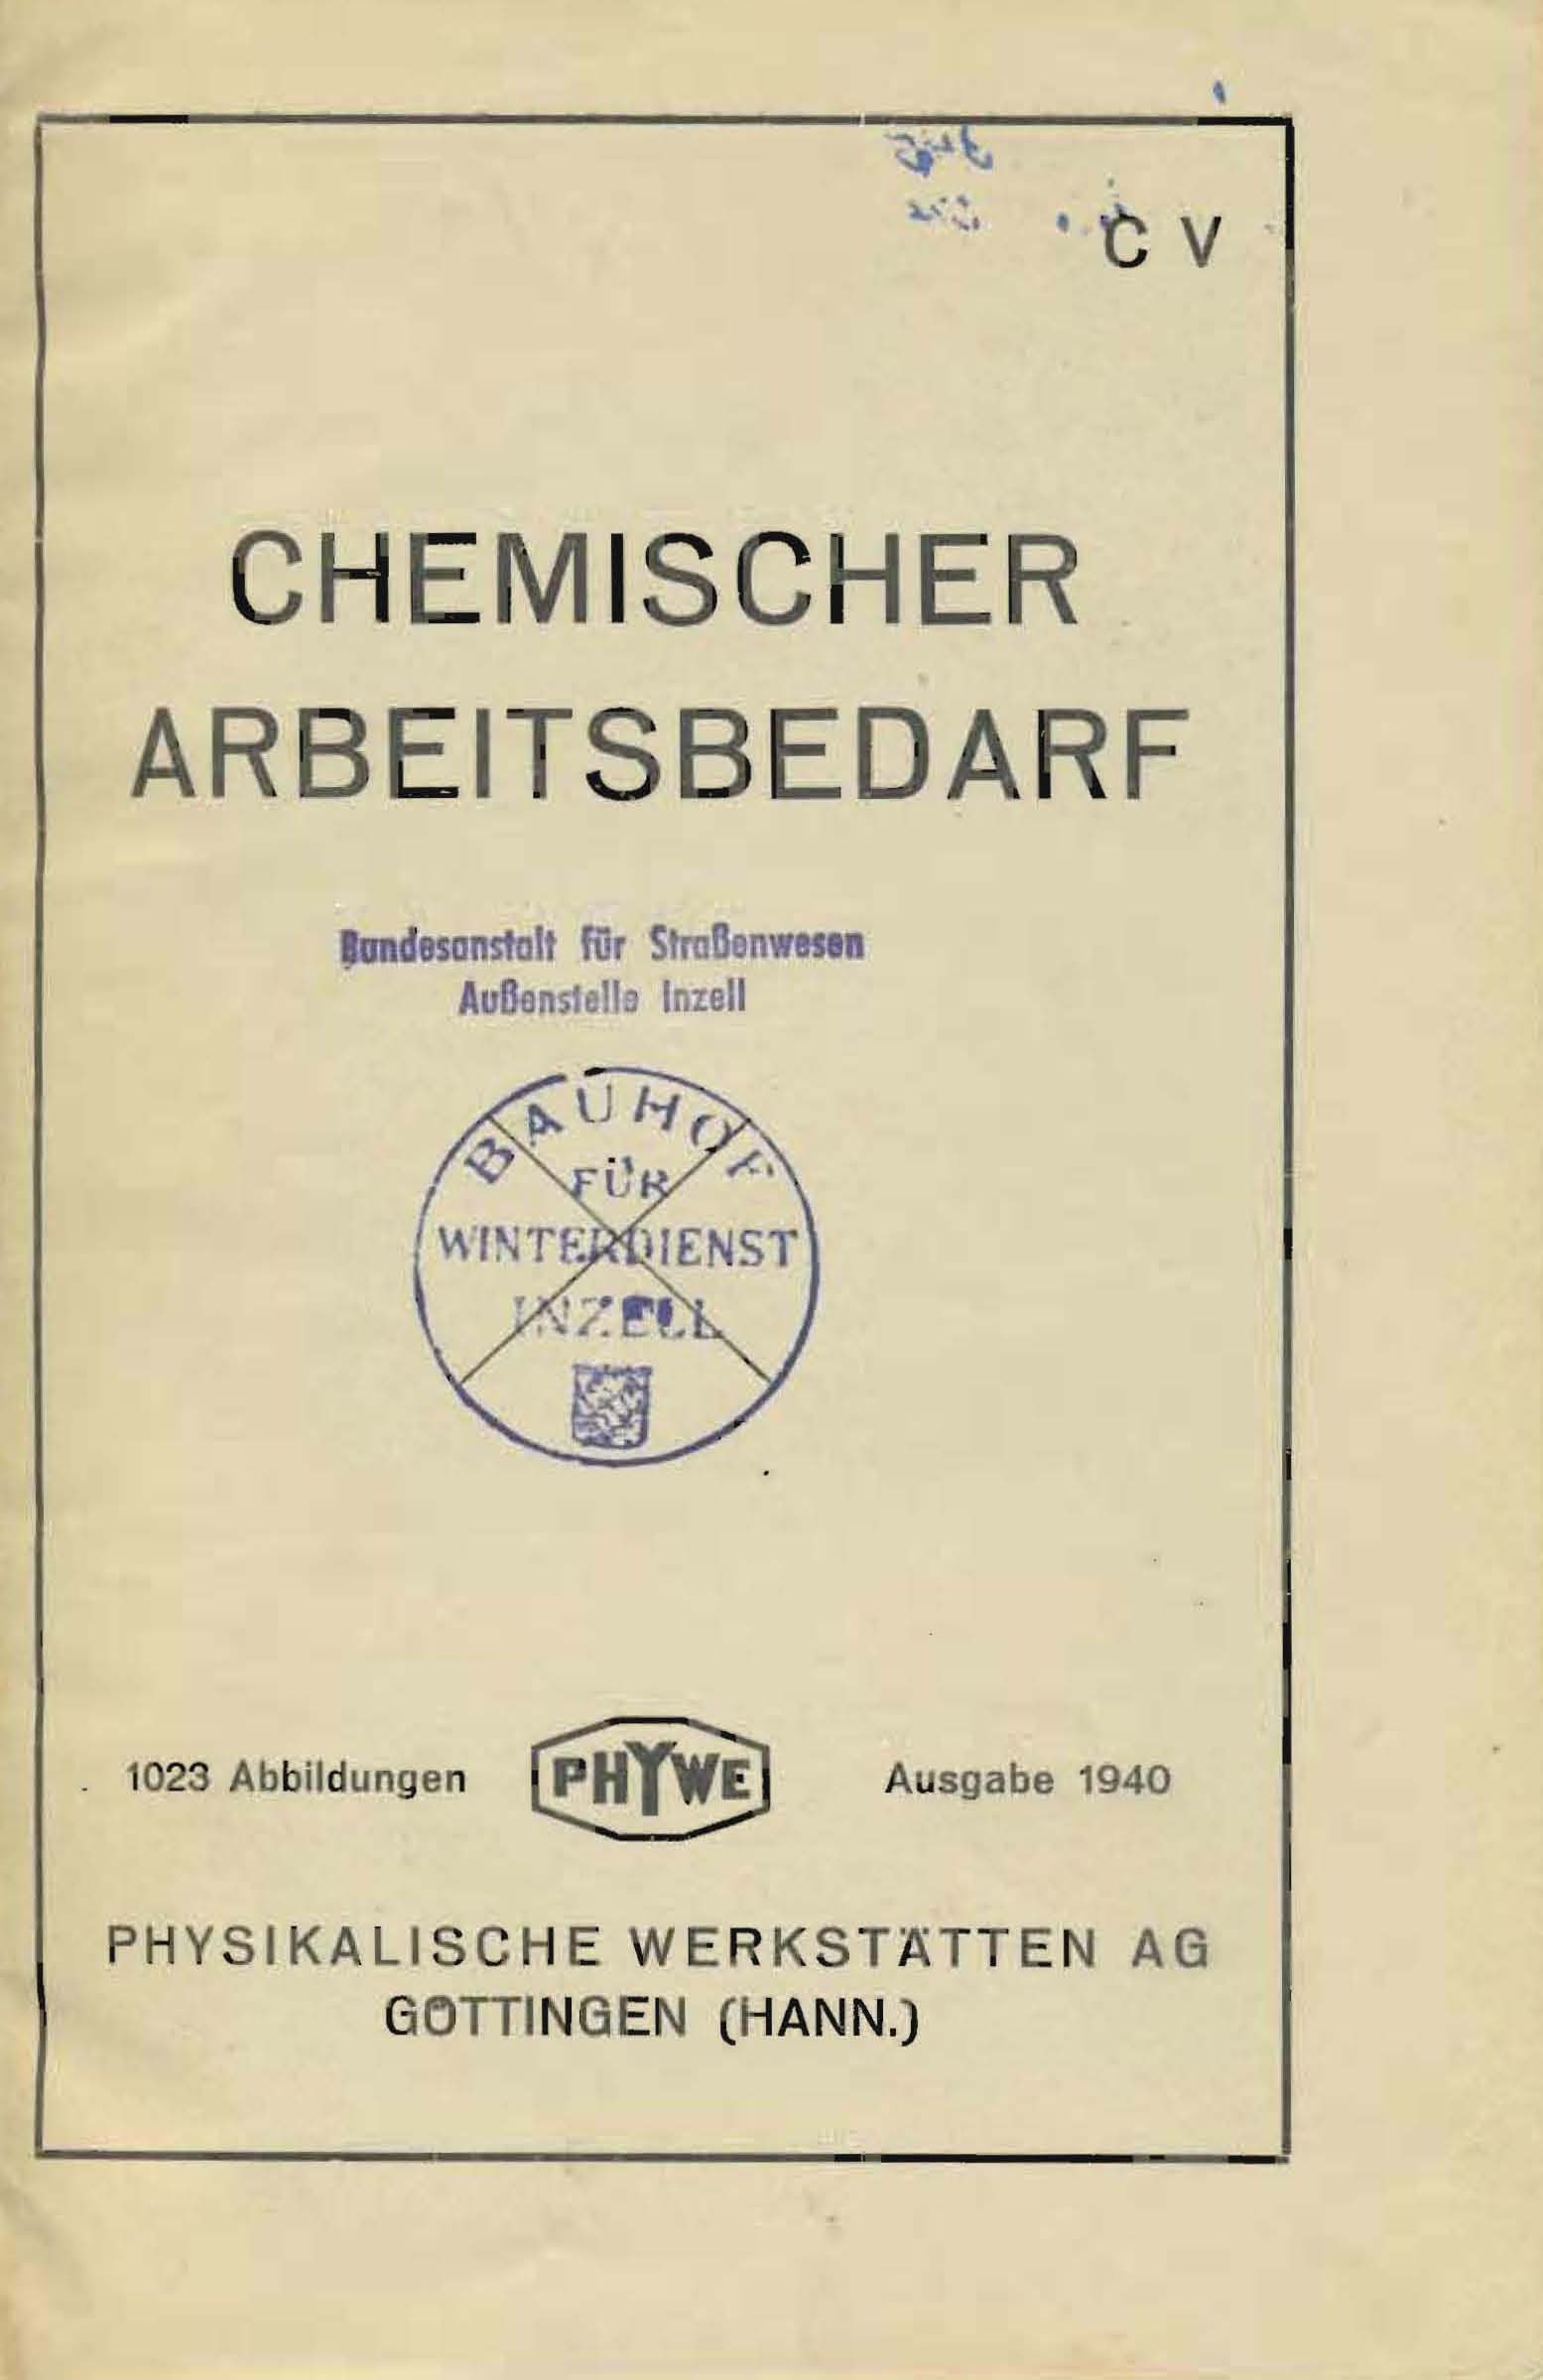 C V
CHEMISCHER
ARBEITSBEDARF
Bundesanstalt für Straßenwesen
Außenstelle Inzell
BAUHOF
FÜR
WINTERDIENST
INZELL
1023 Abbildungen
PHYWE
Ausgabe 1940
PHYSIKALISCHE WERKSTÄTTEN AG
GÖTTINGEN (HANN.)